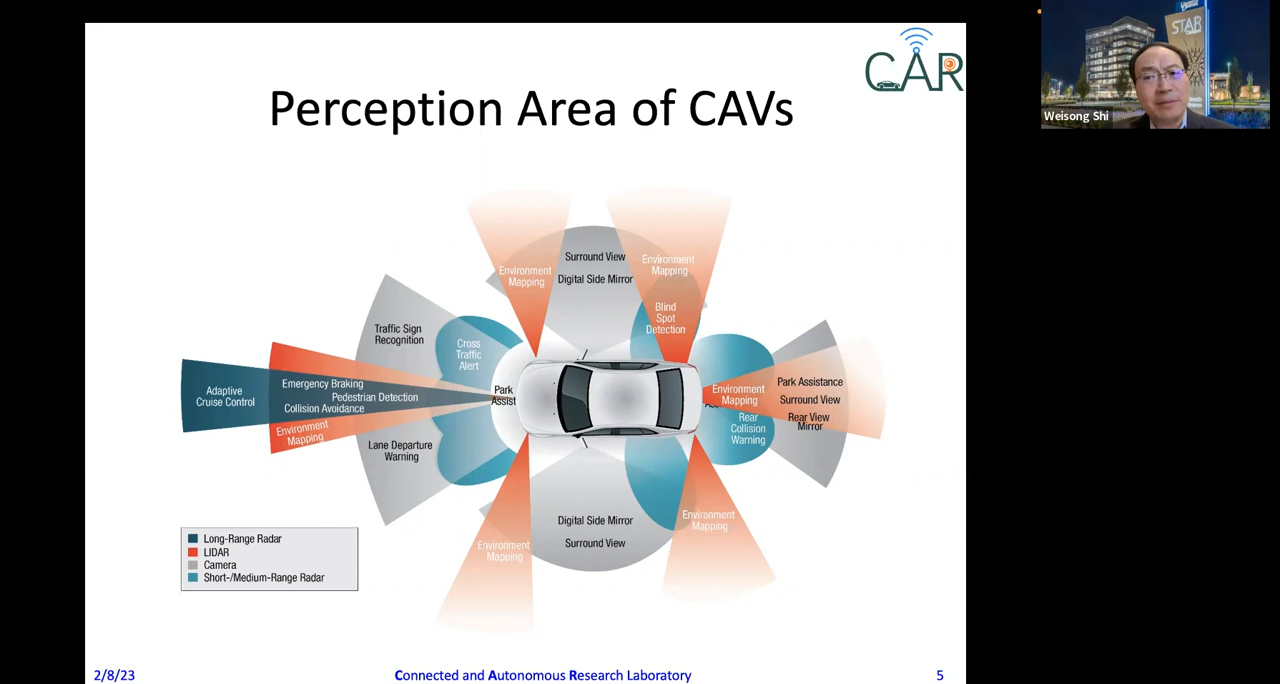 CAR
STAR
Weisong Shi
Perception Area of CAVs
Environment
Mapping
Surround View
Digital Side Mirror
Environment
Mapping
Blind
Spot
Detection
Traffic Sign
Recognition
Cross
Traffic
Alert
Adaptive
Cruise Control
Emergency Braking
Pedestrian Detection
Collision Avoidance
Environment
Mapping
Park
Assist
Lane Departure
Warning
Environment
Mapping
Park Assistance
Surround View
Rear View
Mirror
Rear
Collision
Warning
Digital Side Mirror
Surround View
Environment
Mapping
Environment
Mapping
Long-Range Radar
LIDAR
Camera
Short-/Medium-Range Radar
2/8/23
Connected and Autonomous Research Laboratory
5